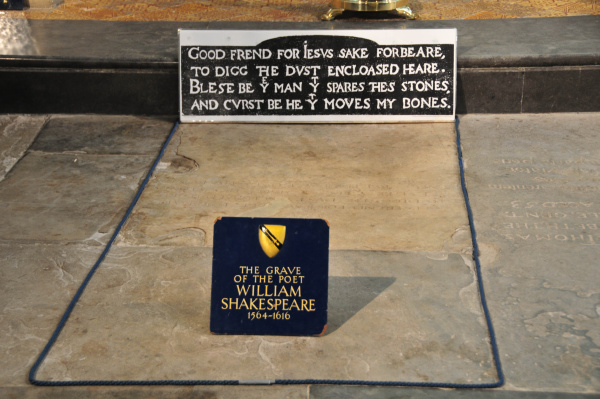 GOOD FREND FOR IESVS SAKE FORBEARE,
TO DIGG THE DVST ENCLOASED HEARE.
BLESE BE Yͤ MAN Yͭ SPARES THES STONES,
AND CVRST BE HE Yͭ MOVES MY BONES.
THE GRAVE
OF THE POET
WILLIAM
SHAKESPEARE
1564-1616